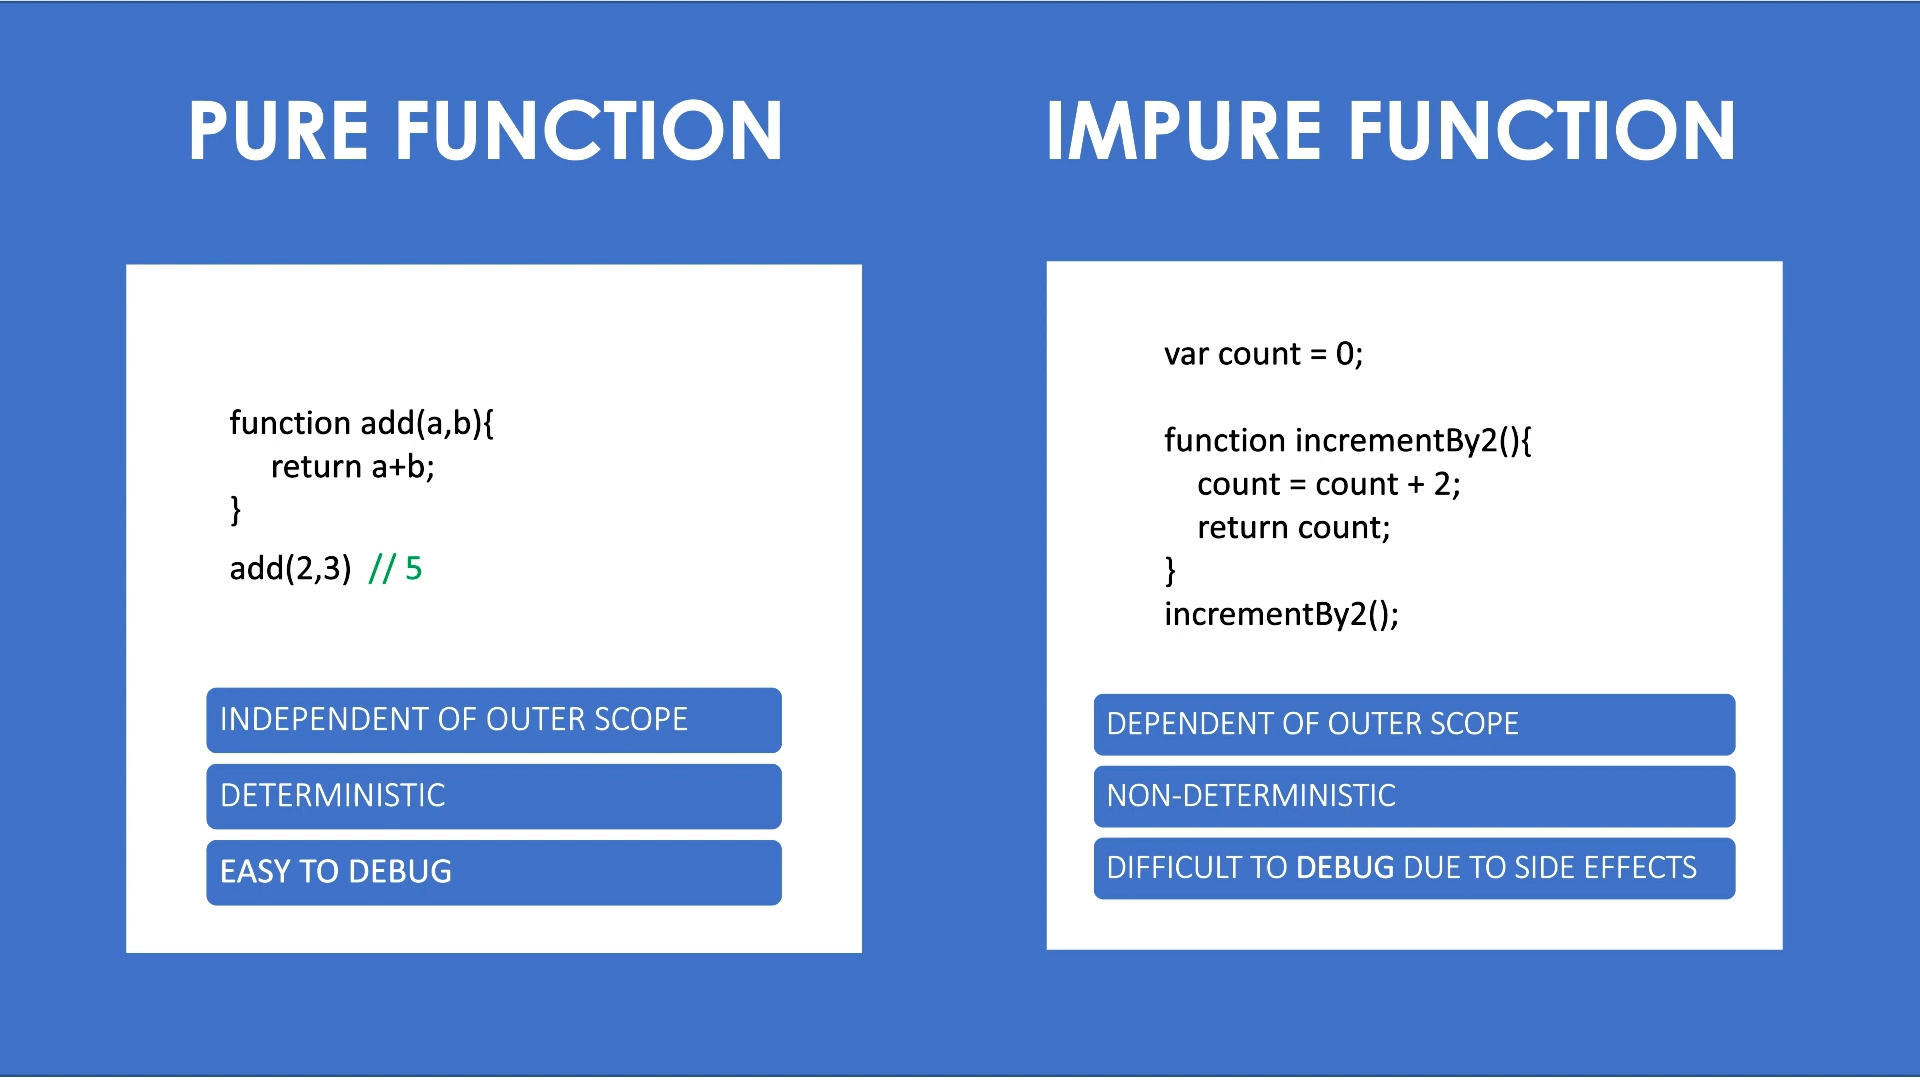 PURE FUNCTION
function add(a,b){
return a+b;
}
add(2,3) // 5
INDEPENDENT OF OUTER SCOPE
DETERMINISTIC
EASY TO DEBUG
IMPURE FUNCTION
var count = 0;
function incrementBy2(){
count = count + 2;
return count;
}
incrementBy2();
DEPENDENT OF OUTER SCOPE
NON-DETERMINISTIC
DIFFICULT TO DEBUG DUE TO SIDE EFFECTS